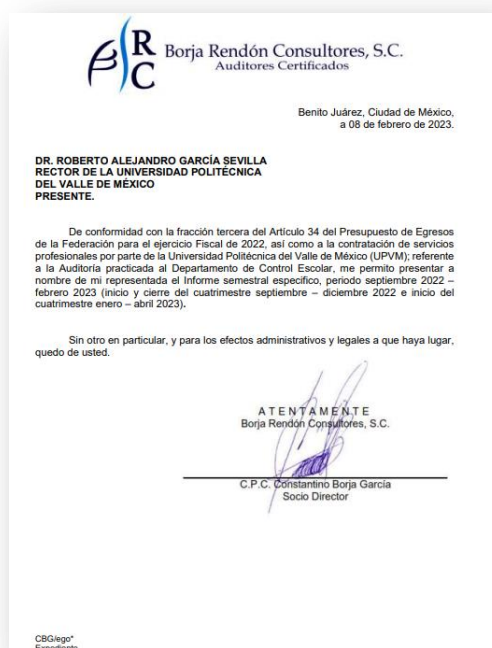 βRC Borja Rendón Consultores, S.C.
Auditores Certificados
Benito Juárez, Ciudad de México,
a 08 de febrero de 2023.
DR. ROBERTO ALEJANDRO GARCÍA SEVILLA
RECTOR DE LA UNIVERSIDAD POLITÉCNICA
DEL VALLE DE MÉXICO
PRESENTE.
De conformidad con la fracción tercera del Artículo 34 del Presupuesto de Egresos
de la Federación para el ejercicio Fiscal de 2022, así como a la contratación de servicios
profesionales por parte de la Universidad Politécnica del Valle de México (UPVM); referente
a la Auditoría practicada al Departamento de Control Escolar, me permito presentar a
nombre de mi representada el Informe semestral específico, periodo septiembre 2022 –
febrero 2023 (inicio y cierre del cuatrimestre septiembre – diciembre 2022 e inicio del
cuatrimestre enero – abril 2023).
Sin otro en particular, y para los efectos administrativos y legales a que haya lugar,
quedo de usted.
A T E N T A M E N T E
Borja Rendón Consultores, S.C.
C.P.C. Constantino Borja García
Socio Director
CBG/ego*
Expediente